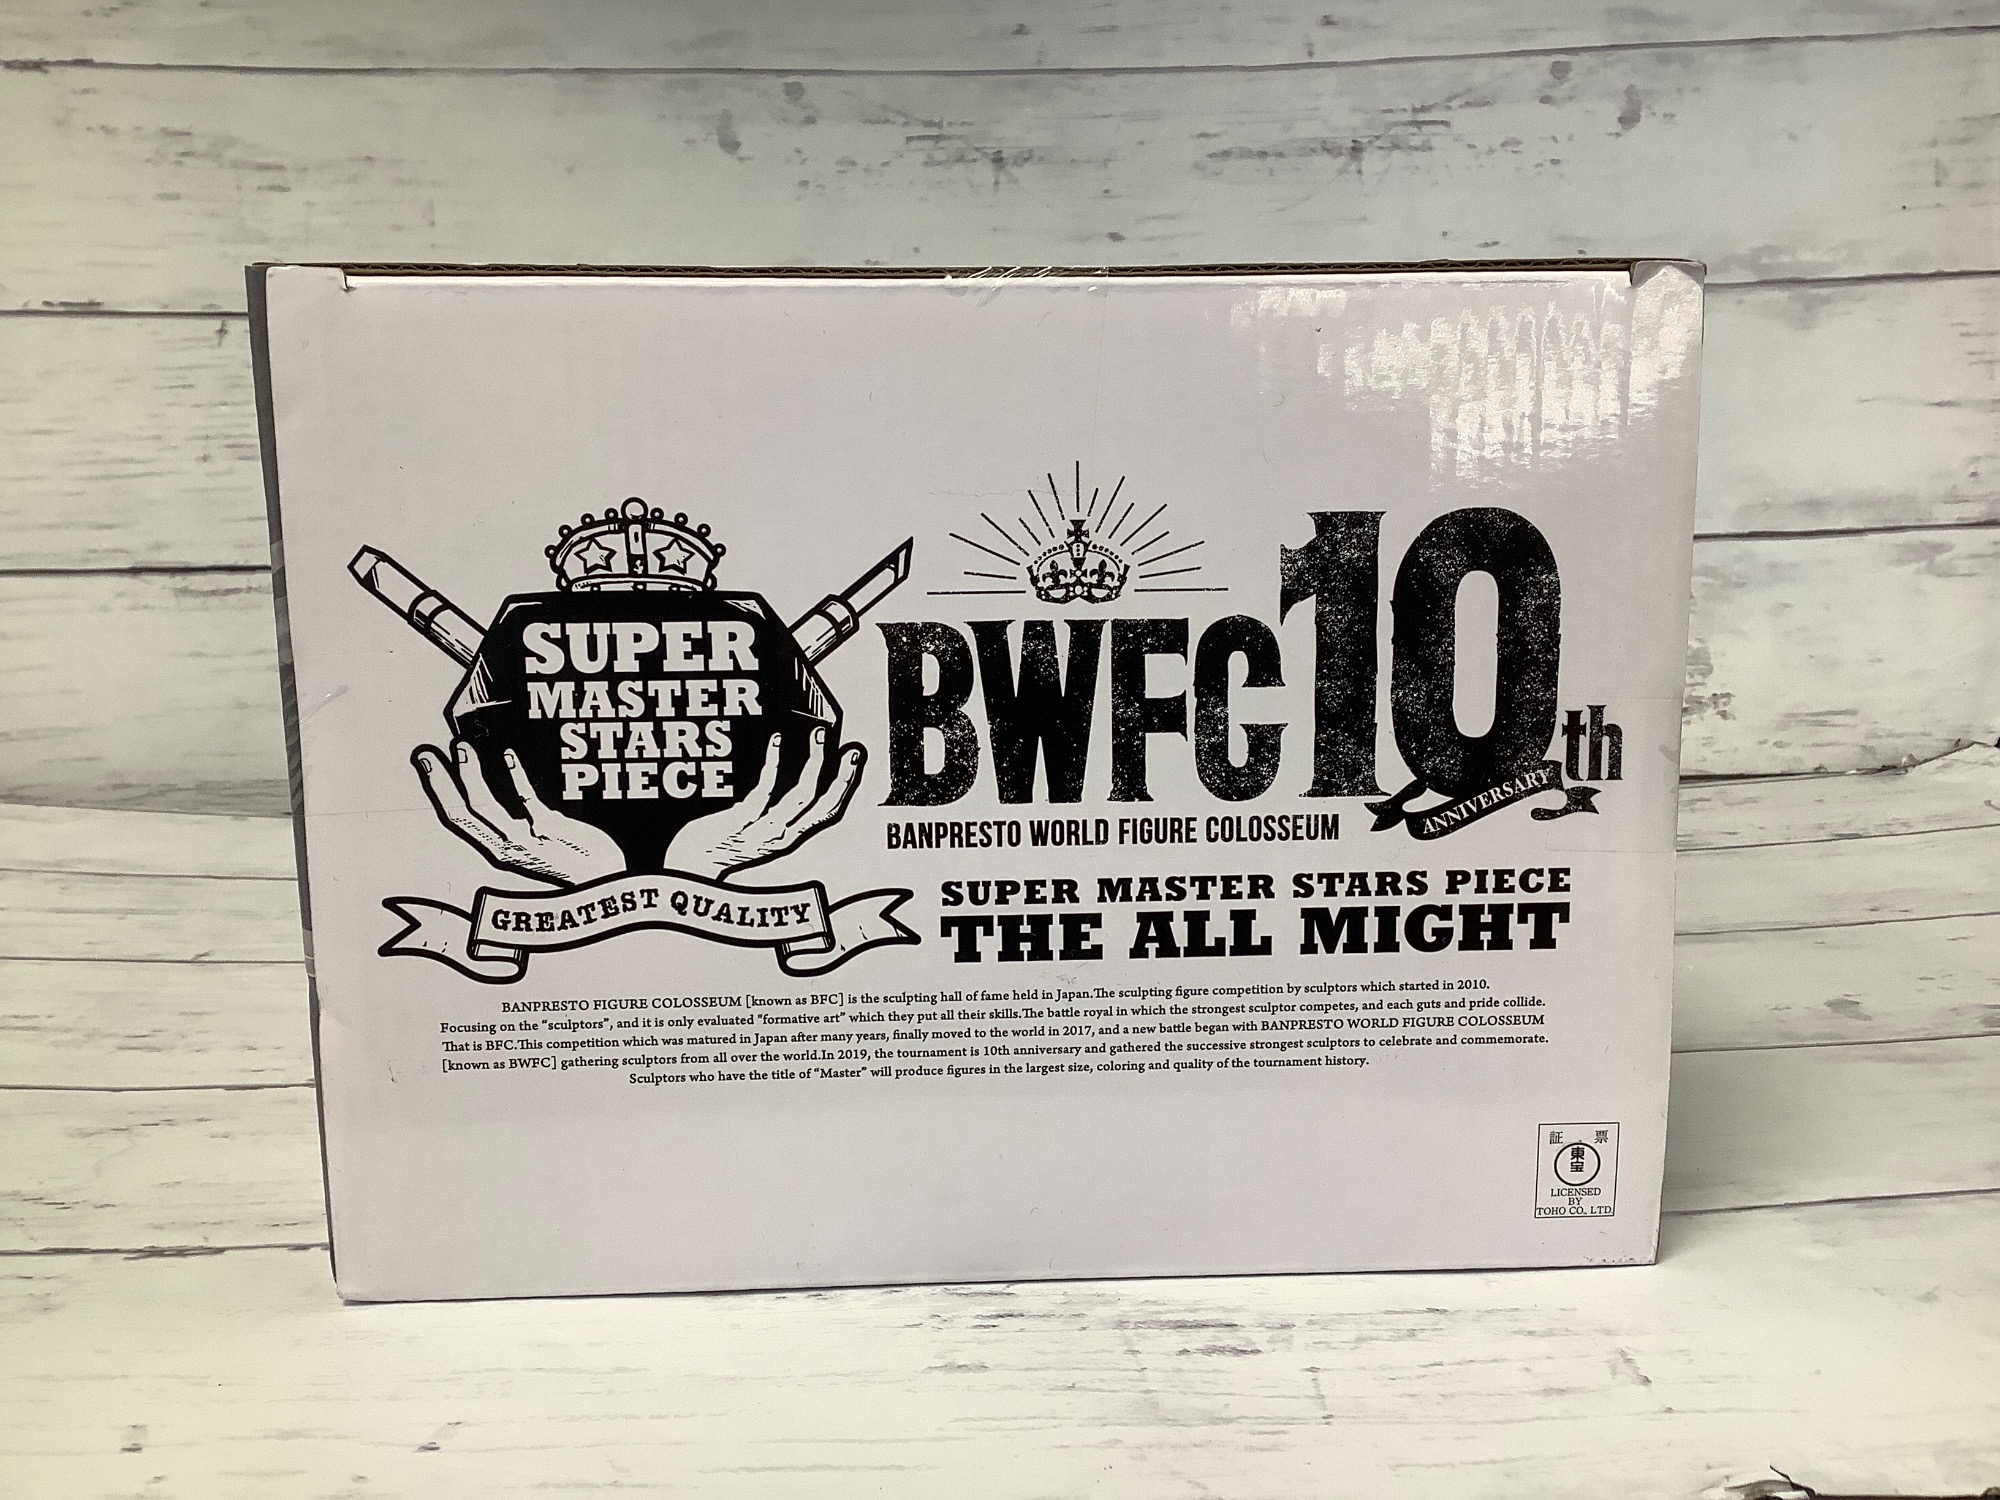 SUPER
MASTER
STARS
PIECE
GREATEST QUALITY
BWFC10th
ANNIVERSARY
BANPRESTO WORLD FIGURE COLOSSEUM
SUPER MASTER STARS PIECE
THE ALL MIGHT
BANPRESTO FIGURE COLOSSEUM [known as BFC] is the sculpting hall of fame held in Japan.The sculpting figure competition by sculptors which started in 2010.
Focusing on the "sculptors", and it is only evaluated "formative art" which they put all their skills.The battle royal in which the strongest sculptor competes, and each guts and pride collide.
That is BFC.This competition which was matured in Japan after many years, finally moved to the world in 2017, and a new battle began with BANPRESTO WORLD FIGURE COLOSSEUM
[known as BWFC] gathering sculptors from all over the world.In 2019, the tournament is 10th anniversary and gathered the successive strongest sculptors to celebrate and commemorate.
Sculptors who have the title of "Master" will produce figures in the largest size, coloring and quality of the tournament history.
証 票
東
宝
LICENSED
BY
TOHO CO., LTD.